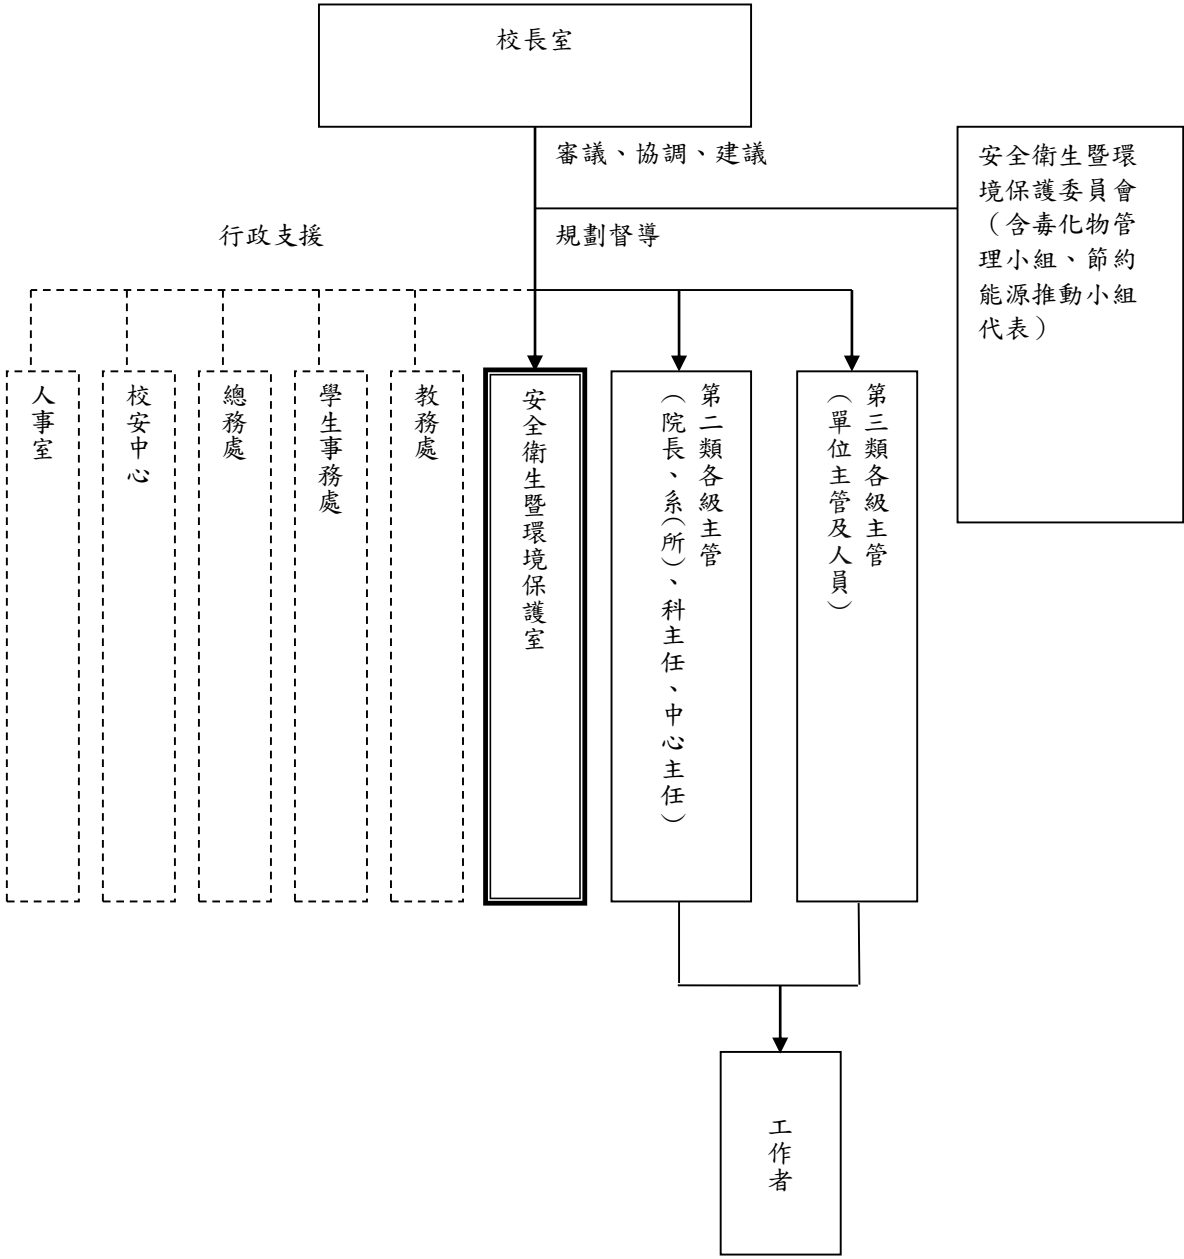 校長室
審議、協調、建議
安全衛生暨環
境保護委員會
（含毒化物管
理小組、節約
能源推動小組
代表）
行政支援
規劃督導
人事室
校安中心
總務處
學生事務處
教務處
安全衛生暨環境保護室
第二類各級主管
（院長、系(所)、科主任、中心主任）
第三類各級主管
（單位主管及人員）
工作者